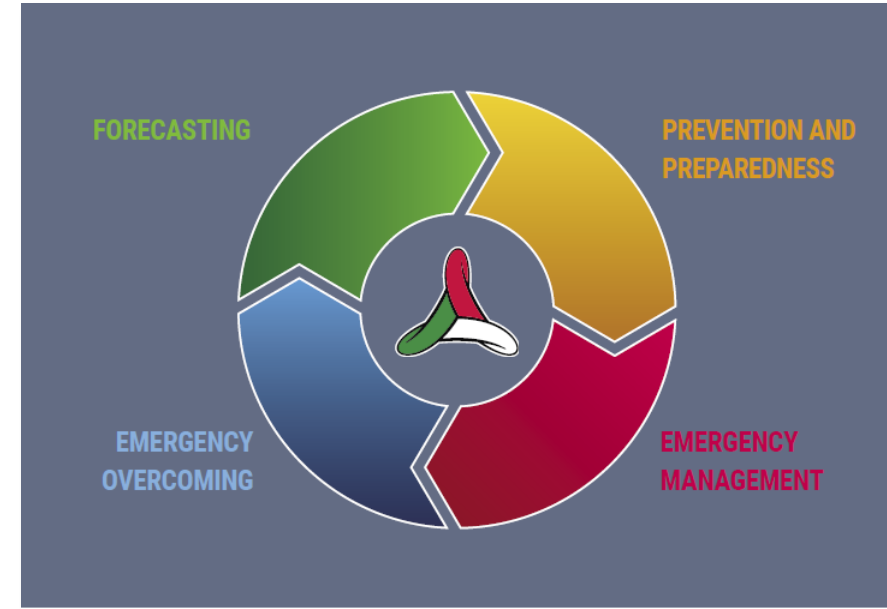 FORECASTING
PREVENTION AND
PREPAREDNESS
EMERGENCY
OVERCOMING
EMERGENCY
MANAGEMENT